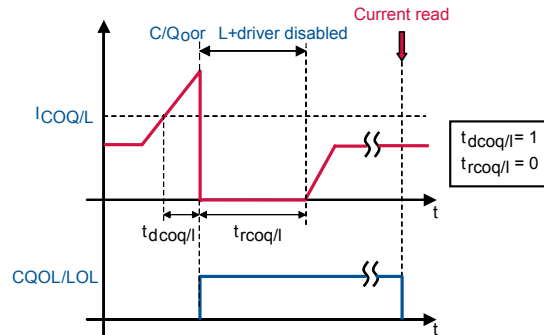 Current read
C/Qoor L+driver disabled
ICOQ/L
tdcoq/l = 1
trcoq/l = 0
t
tdcoq/l trcoq/l
CQOL/LOL
t